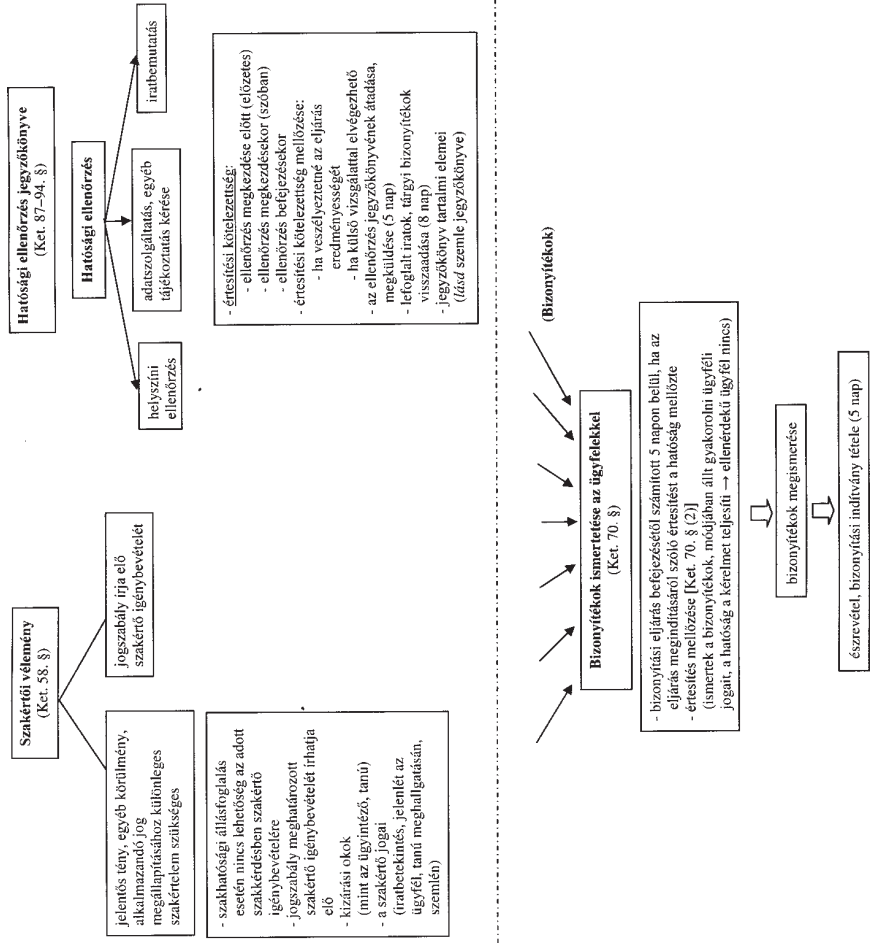 Szakértői vélemény
(Ket. 58. §)
jelentős tény, egyéb körülmény,
alkalmazandó jog
megállapításához különleges
szakértelem szükséges
jogszabály írja elő
szakértő igénybevételét
- szakhatósági állásfoglalás
esetén nincs lehetőség az adott
szakkérdésben szakértő
igénybevételére
- jogszabály meghatározott
szakértő igénybevételét írhatja
elő
- kizárási okok
(mint az ügyintéző, tanú)
- a szakértő jogai
(iratbetekintés, jelenlét az
ügyfél, tanú meghallgatásán,
szemlén)
Hatósági ellenőrzés jegyzőkönyve
(Ket. 87–94. §)
Hatósági ellenőrzés
helyszíni
ellenőrzés
adatszolgáltatás, egyéb
tájékoztatás kérése
iratbemutatás
- értesítési kötelezettség:
- ellenőrzés megkezdése előtt (előzetes)
- ellenőrzés megkezdésekor (szóban)
- ellenőrzés befejezésekor
- értesítési kötelezettség mellőzése:
- ha veszélyeztetné az eljárás
eredményességét
- ha külső vizsgálattal elvégezhető
- az ellenőrzés jegyzőkönyvének átadása,
megküldése (5 nap)
- lefoglalt iratok, tárgyi bizonyítékok
visszaadása (8 nap)
- jegyzőkönyv tartalmi elemei
(lásd szemle jegyzőkönyve)
(Bizonyítékok)
Bizonyítékok ismertetése az ügyfelekkel
(Ket. 70. §)
- bizonyítási eljárás befejezésétől számított 5 napon belül, ha az
eljárás megindításáról szóló értesítést a hatóság mellőzte
- értesítés mellőzése [Ket. 70. § (2)]
(ismertek a bizonyítékok, módjában állt gyakorolni ügyféli
jogait, a hatóság a kérelmet teljesíti → ellenérdekű ügyfél nincs)
bizonyítékok megismerése
észrevétel, bizonyítási indítvány tétele (5 nap)